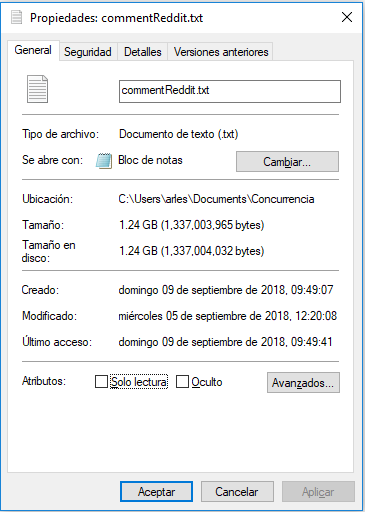 Propiedades: commentReddit.txt
General Seguridad Detalles Versiones anteriores
commentReddit.txt
Tipo de archivo: Documento de texto (.txt)
Se abre con: Bloc de notas Cambiar...
Ubicación: C:\Users\arles\Documents\Concurrencia
Tamaño: 1.24 GB (1,337,003,965 bytes)
Tamaño en
disco: 1.24 GB (1,337,004,032 bytes)
Creado: domingo 09 de septiembre de 2018, 09:49:07
Modificado: miércoles 05 de septiembre de 2018, 12:20:08
Último acceso: domingo 09 de septiembre de 2018, 09:49:41
Atributos: Solo lectura Oculto Avanzados...
Aceptar Cancelar Aplicar